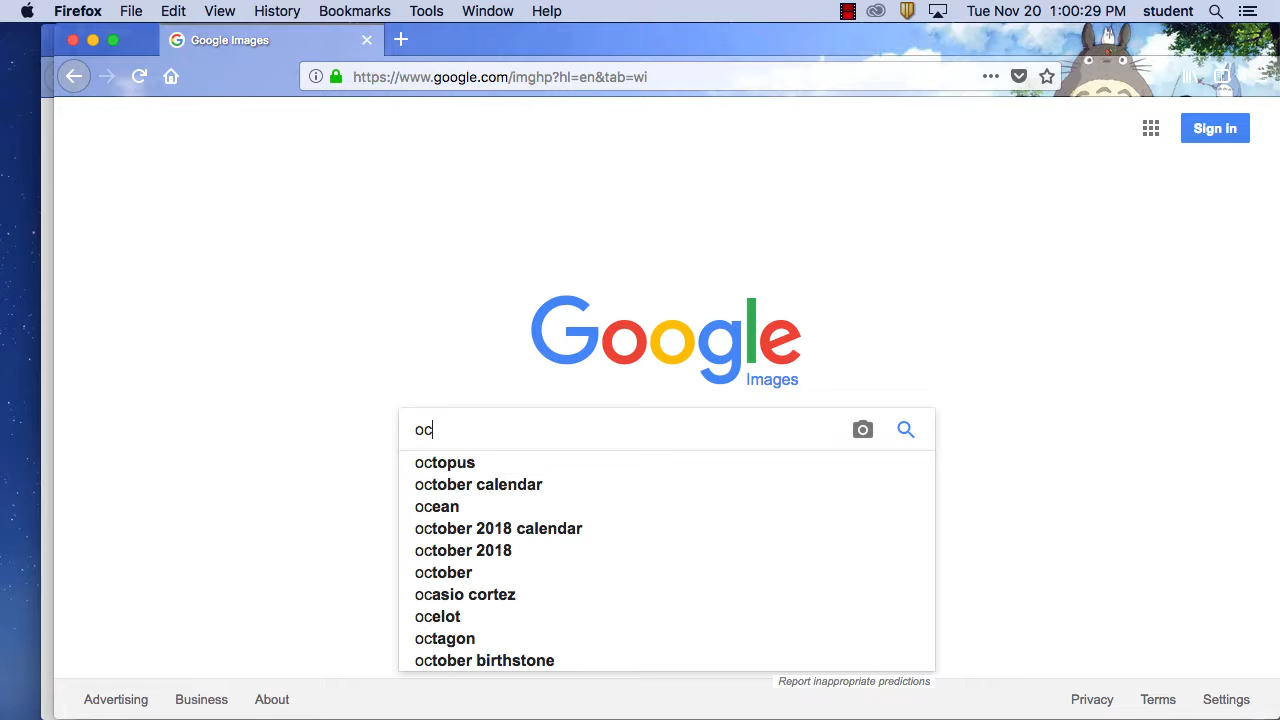 Firefox File Edit View History Bookmarks Tools Window Help Tue Nov 20 1:00:29 PM student
Google Images
https://www.google.com/imghp?hl=en&tab=wi
Sign in
Google
Images
oc
octopus
october calendar
ocean
october 2018 calendar
october 2018
october
ocasio cortez
ocelot
octagon
october birthstone
Report inappropriate predictions
Advertising Business About Privacy Terms Settings